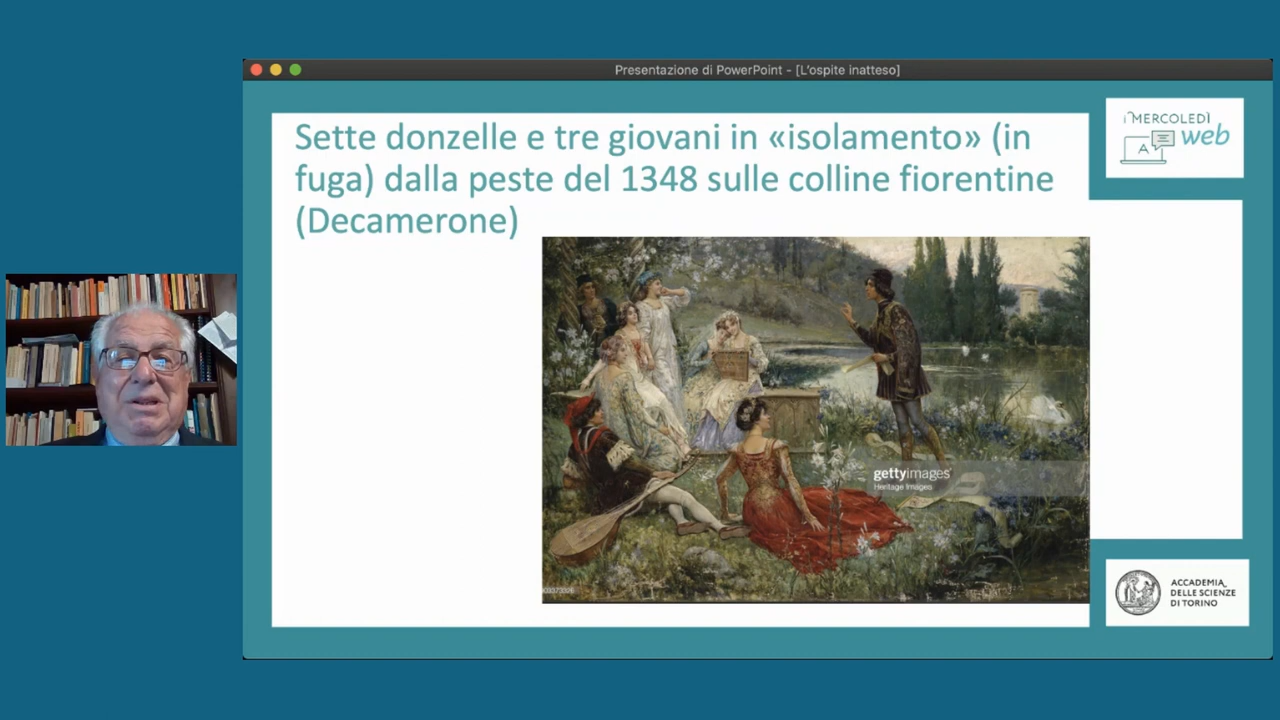 Presentazione di PowerPoint - [L'ospite inatteso]
Sette donzelle e tre giovani in «isolamento» (in
fuga) dalla peste del 1348 sulle colline fiorentine
(Decamerone)
I MERCOLEDÌ
A
web
gettyimages®
Heritage Images
ACCADEMIA
DELLE SCIENZE
DI TORINO